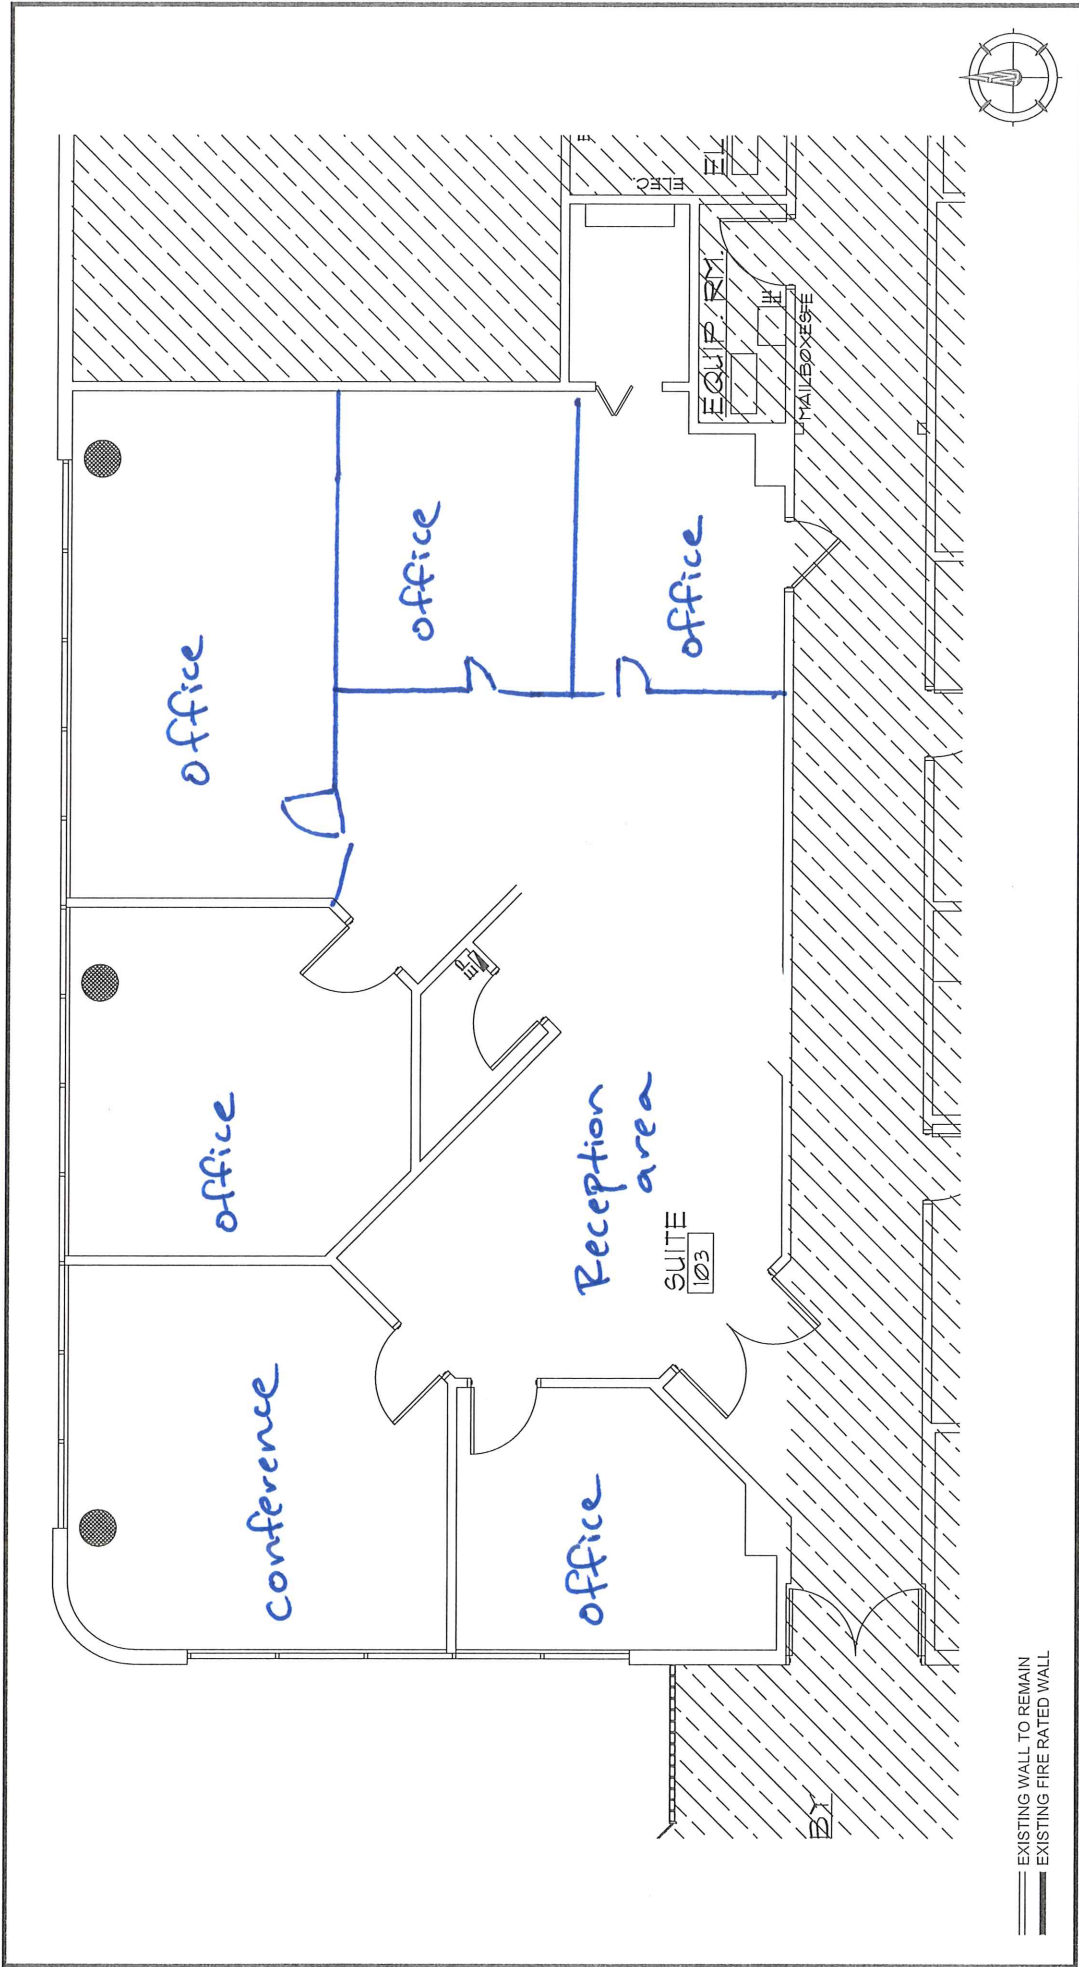 office
office
office
office
conference
office
Reception
area
SUITE
103
ELEC.
EL
EQUIP. RM.
MAILBOXES
FE
EXISTING WALL TO REMAIN
EXISTING FIRE RATED WALL
N